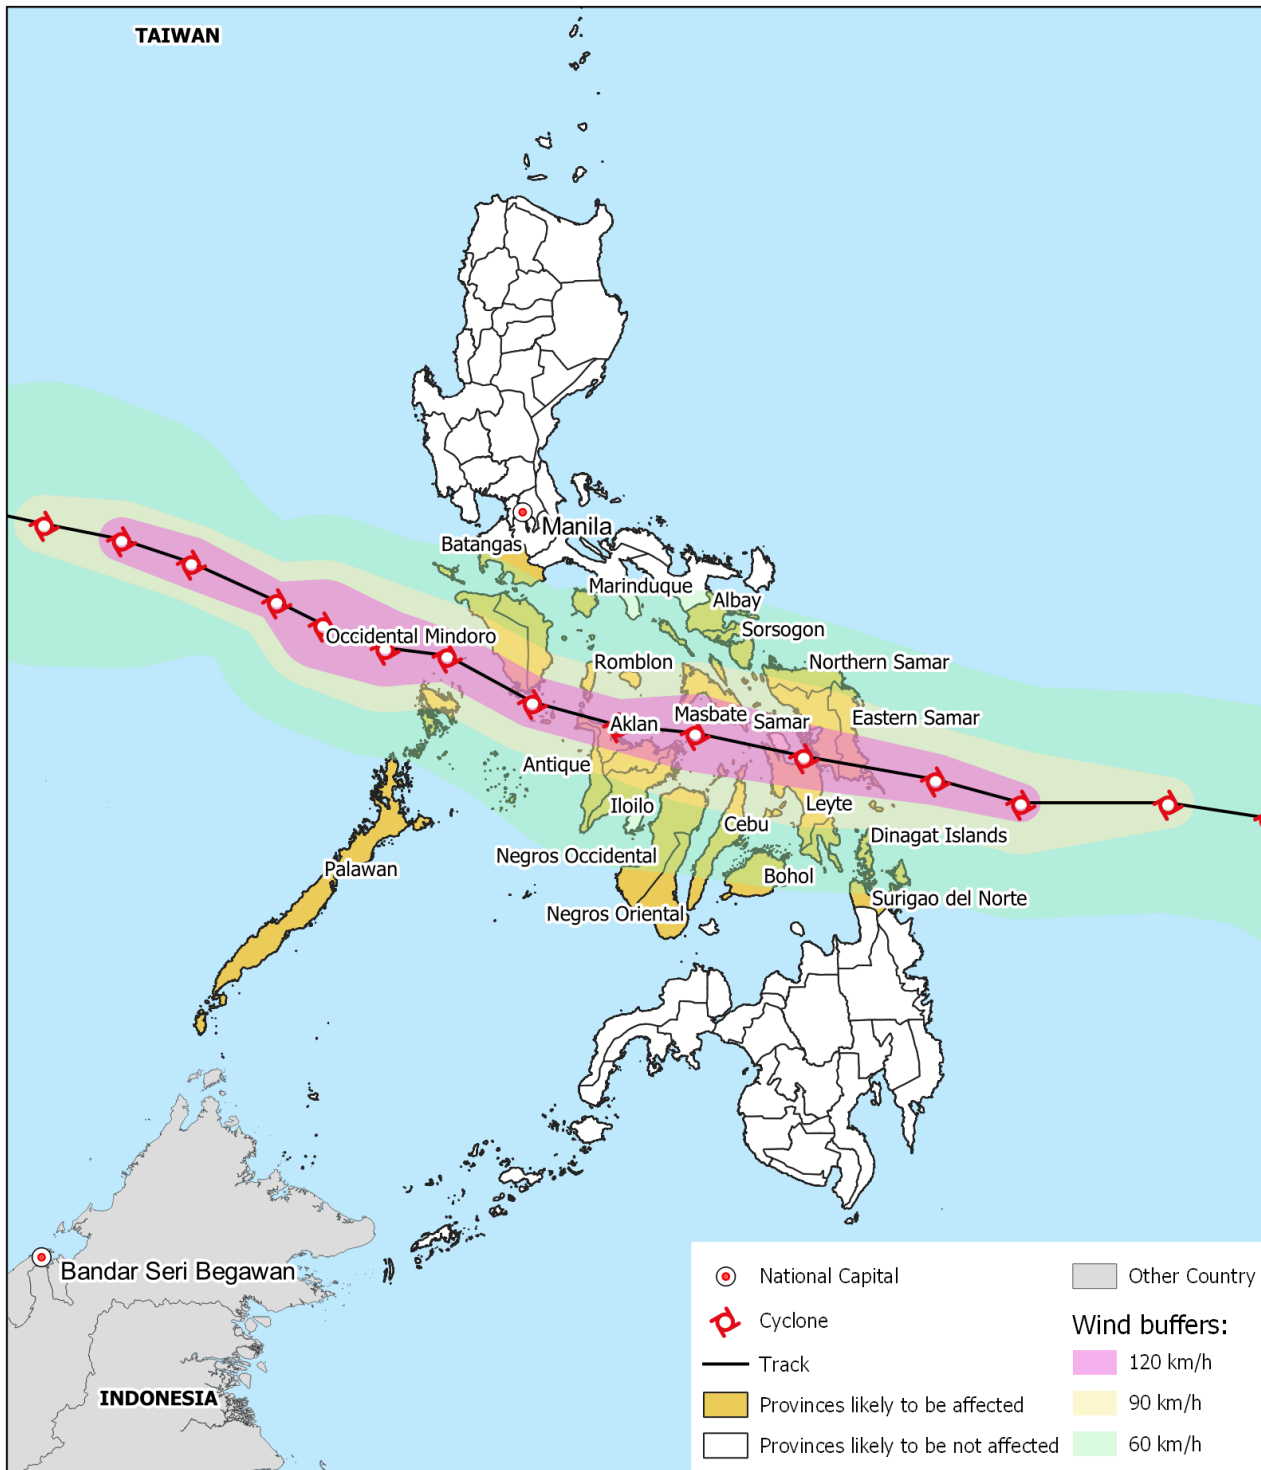 TAIWAN
Manila
Batangas
Marinduque
Albay
Sorsogon
Occidental Mindoro
Romblon
Northern Samar
Masbate
Aklan
Samar
Eastern Samar
Antique
Iloilo
Leyte
Cebu
Dinagat Islands
Negros Occidental
Palawan
Bohol
Surigao del Norte
Negros Oriental
Bandar Seri Begawan
INDONESIA
National Capital
Cyclone
Track
Provinces likely to be affected
Provinces likely to be not affected
Other Country
Wind buffers:
120 km/h
90 km/h
60 km/h